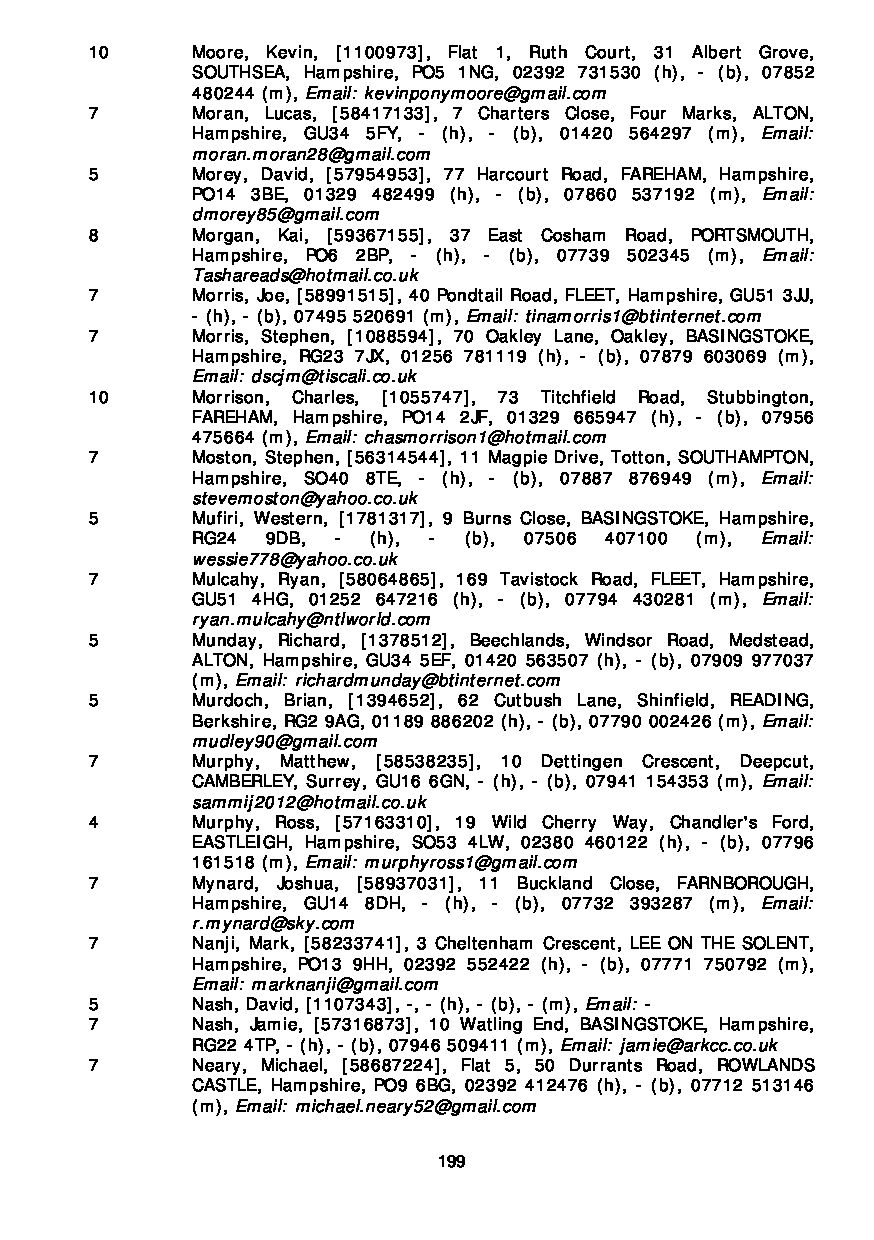 10 Moore, Kevin, [1100973], Flat 1, Ruth Court, 31 Albert Grove,
SOUTHSEA, Hampshire, PO5 1NG, 02392 731530 (h), - (b), 07852
480244 (m), Email: kevinponymoore@gmail.com
7 Moran, Lucas, [58417133], 7 Charters Close, Four Marks, ALTON,
Hampshire, GU34 5FY, - (h), - (b), 01420 564297 (m), Email:
moran.moran28@gmail.com
5 Morey, David, [57954953], 77 Harcourt Road, FAREHAM, Hampshire,
PO14 3BE, 01329 482499 (h), - (b), 07860 537192 (m), Email:
dmorey85@gmail.com
8 Morgan, Kai, [59367155], 37 East Cosham Road, PORTSMOUTH,
Hampshire, PO6 2BP, - (h), - (b), 07739 502345 (m), Email:
Tashareads@hotmail.co.uk
7 Morris, Joe, [58991515], 40 Pondtail Road, FLEET, Hampshire, GU51 3JJ,
- (h), - (b), 07495 520691 (m), Email: tinamorris1@btinternet.com
7 Morris, Stephen, [1088594], 70 Oakley Lane, Oakley, BASINGSTOKE,
Hampshire, RG23 7JX, 01256 781119 (h), - (b), 07879 603069 (m),
Email: dscjm@tiscali.co.uk
10 Morrison, Charles, [1055747], 73 Titchfield Road, Stubbington,
FAREHAM, Hampshire, PO14 2JF, 01329 665947 (h), - (b), 07956
475664 (m), Email: chasmorrison1@hotmail.com
7 Moston, Stephen, [56314544], 11 Magpie Drive, Totton, SOUTHAMPTON,
Hampshire, SO40 8TE, - (h), - (b), 07887 876949 (m), Email:
stevemoston@yahoo.co.uk
5 Mufiri, Western, [1781317], 9 Burns Close, BASINGSTOKE, Hampshire,
RG24 9DB, - (h), - (b), 07506 407100 (m), Email:
wessie778@yahoo.co.uk
7 Mulcahy, Ryan, [58064865], 169 Tavistock Road, FLEET, Hampshire,
GU51 4HG, 01252 647216 (h), - (b), 07794 430281 (m), Email:
ryan.mulcahy@ntlworld.com
5 Munday, Richard, [1378512], Beechlands, Windsor Road, Medstead,
ALTON, Hampshire, GU34 5EF, 01420 563507 (h), - (b), 07909 977037
(m), Email: richardmunday@btinternet.com
5 Murdoch, Brian, [1394652], 62 Cutbush Lane, Shinfield, READING,
Berkshire, RG2 9AG, 01189 886202 (h), - (b), 07790 002426 (m), Email:
mudley90@gmail.com
7 Murphy, Matthew, [58538235], 10 Dettingen Crescent, Deepcut,
CAMBERLEY, Surrey, GU16 6GN, - (h), - (b), 07941 154353 (m), Email:
sammij2012@hotmail.co.uk
4 Murphy, Ross, [57163310], 19 Wild Cherry Way, Chandler's Ford,
EASTLEIGH, Hampshire, SO53 4LW, 02380 460122 (h), - (b), 07796
161518 (m), Email: murphyross1@gmail.com
7 Mynard, Joshua, [58937031], 11 Buckland Close, FARNBOROUGH,
Hampshire, GU14 8DH, - (h), - (b), 07732 393287 (m), Email:
r.mynard@sky.com
7 Nanji, Mark, [58233741], 3 Cheltenham Crescent, LEE ON THE SOLENT,
Hampshire, PO13 9HH, 02392 552422 (h), - (b), 07771 750792 (m),
Email: marknanji@gmail.com
5 Nash, David, [1107343], -, - (h), - (b), - (m), Email: -
7 Nash, Jamie, [57316873], 10 Watling End, BASINGSTOKE, Hampshire,
RG22 4TP, - (h), - (b), 07946 509411 (m), Email: jamie@arkcc.co.uk
7 Neary, Michael, [58687224], Flat 5, 50 Durrants Road, ROWLANDS
CASTLE, Hampshire, PO9 6BG, 02392 412476 (h), - (b), 07712 513146
(m), Email: michael.neary52@gmail.com
199